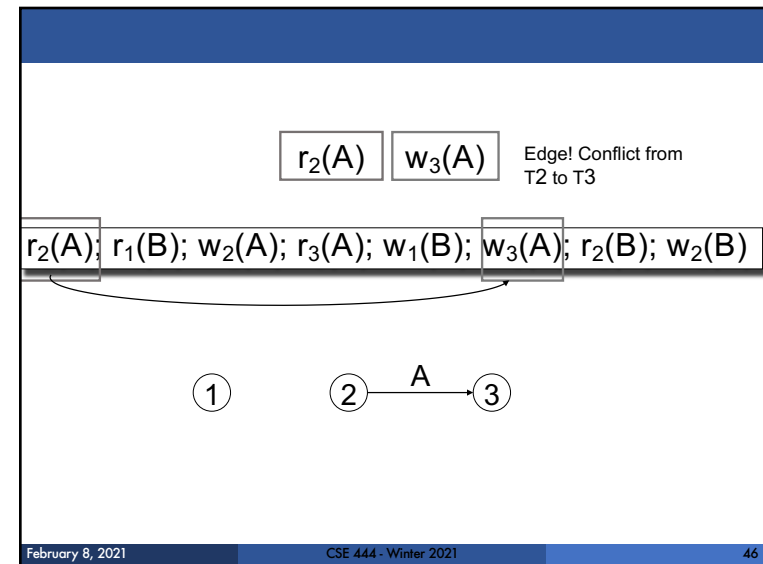 r₂(A) w₃(A) Edge! Conflict from
T2 to T3
r₂(A); r₁(B); w₂(A); r₃(A); w₁(B); w₃(A); r₂(B); w₂(B)
A
1 2 3
February 8, 2021 CSE 444 - Winter 2021 46